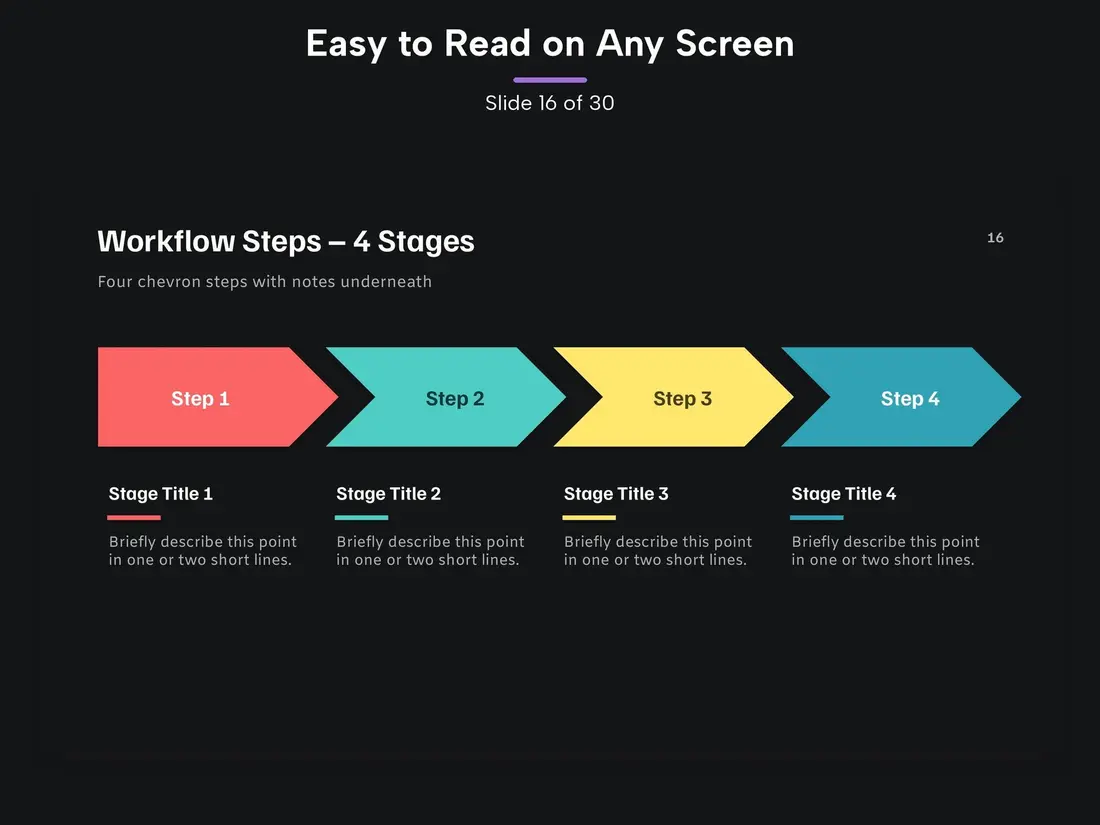 Easy to Read on Any Screen
Slide 16 of 30
Workflow Steps – 4 Stages
16
Four chevron steps with notes underneath
Step 1
Step 2
Step 3
Step 4
Stage Title 1
Briefly describe this point
in one or two short lines.
Stage Title 2
Briefly describe this point
in one or two short lines.
Stage Title 3
Briefly describe this point
in one or two short lines.
Stage Title 4
Briefly describe this point
in one or two short lines.